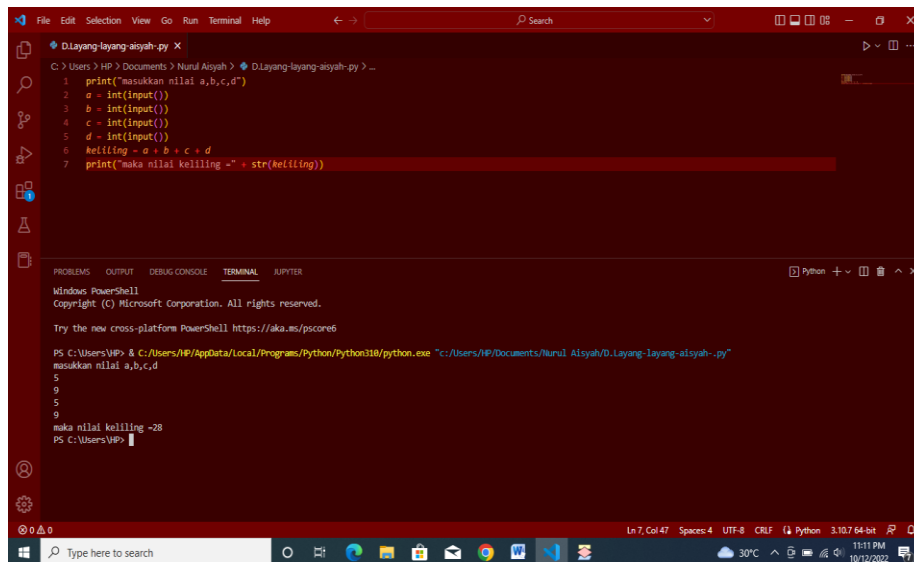 File Edit Selection View Go Run Terminal Help Search
D.Layang-layang-aisyah-.py
C: > Users > HP > Documents > Nurul Aisyah > D.Layang-layang-aisyah-.py > ...
1 print("masukkan nilai a,b,c,d")
2 a = int(input())
3 b = int(input())
4 c = int(input())
5 d = int(input())
6 keliling = a + b + c + d
7 print("maka nilai keliling =" + str(keliling))
PROBLEMS OUTPUT DEBUG CONSOLE TERMINAL JUPYTER Python
Windows PowerShell
Copyright (C) Microsoft Corporation. All rights reserved.
Try the new cross-platform PowerShell https://aka.ms/pscore6
PS C:\Users\HP> & C:/Users/HP/AppData/Local/Programs/Python/Python310/python.exe "c:/Users/HP/Documents/Nurul Aisyah/D.Layang-layang-aisyah-.py"
masukkan nilai a,b,c,d
5
9
5
9
maka nilai keliling =28
PS C:\Users\HP>
0 0 Ln 7, Col 47 Spaces: 4 UTF-8 CRLF Python 3.10.7 64-bit
Type here to search 30°C 11:11 PM
10/12/2022